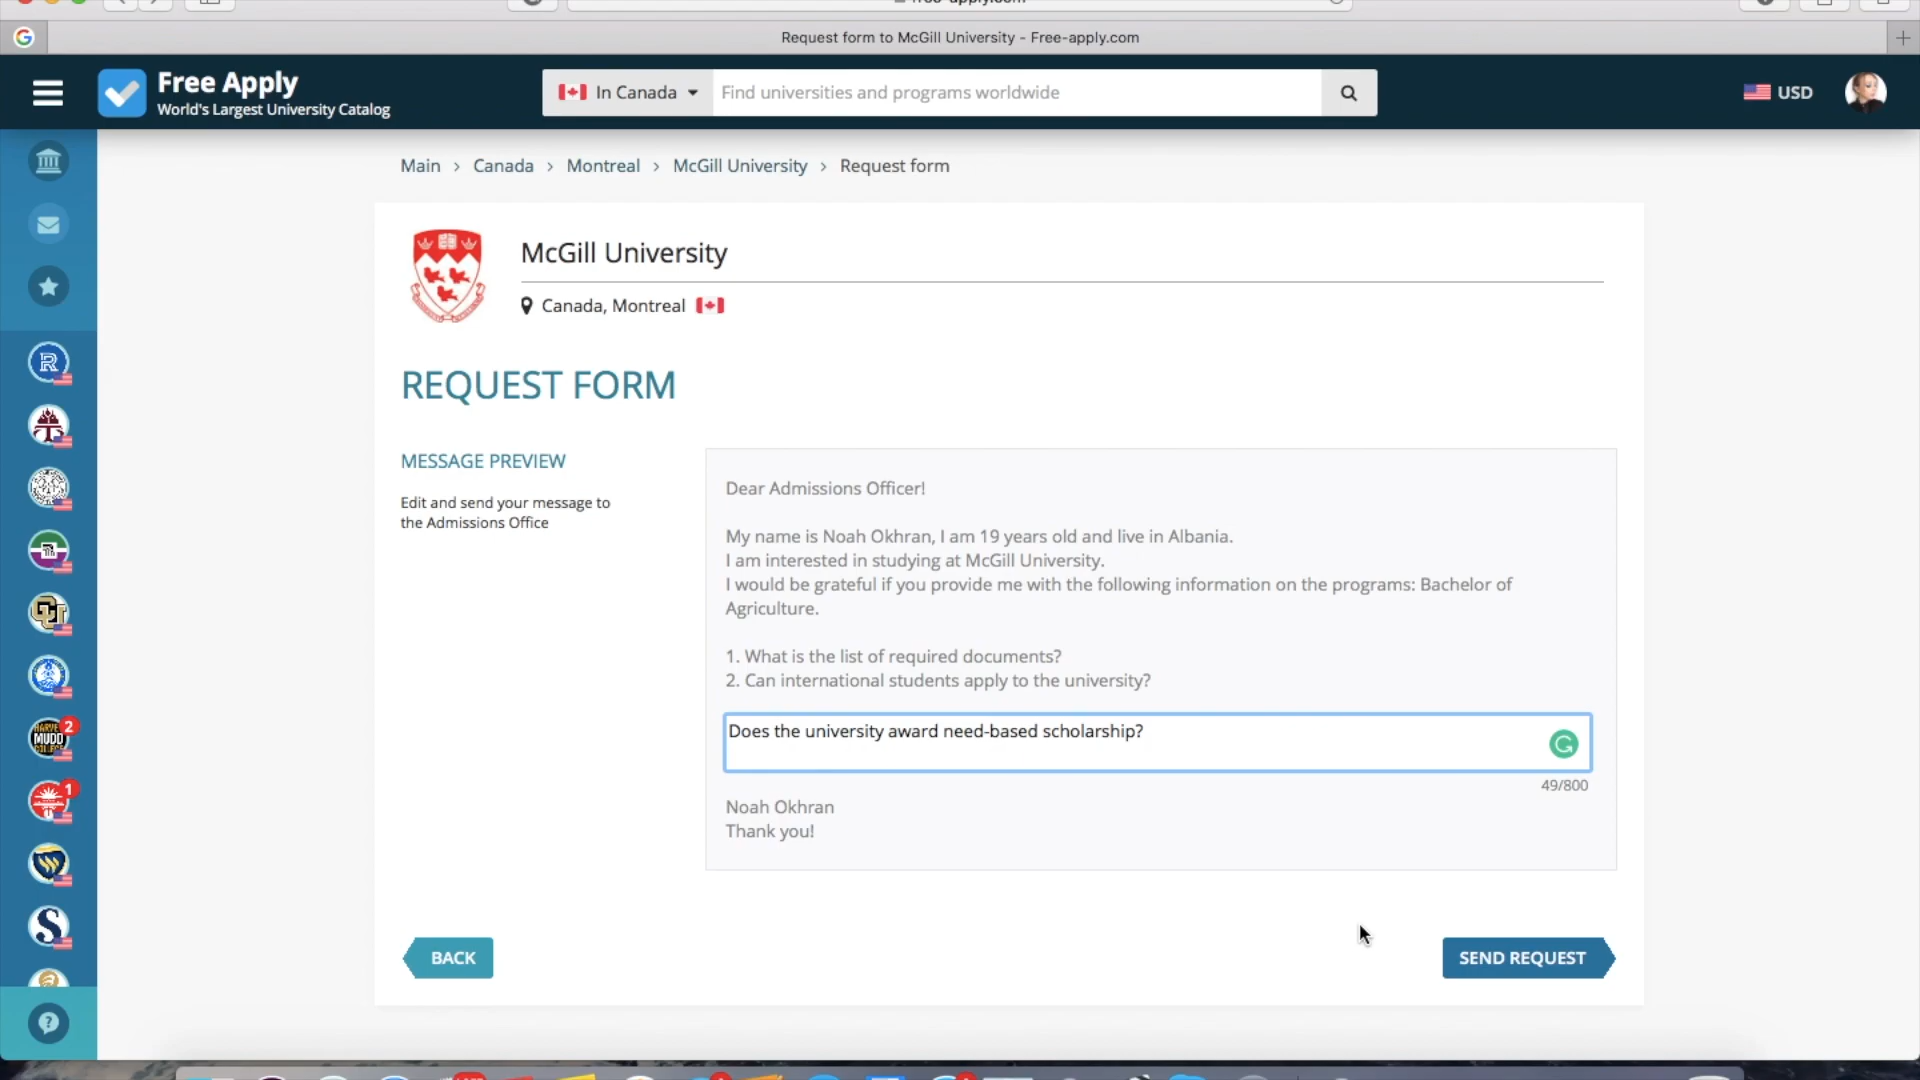 Request form to McGill University - Free-apply.com
Free Apply
World's Largest University Catalog
In Canada
Find universities and programs worldwide
USD
Main > Canada > Montreal > McGill University > Request form
McGill University
Canada, Montreal
REQUEST FORM
MESSAGE PREVIEW
Edit and send your message to
the Admissions Office
Dear Admissions Officer!
My name is Noah Okhran, I am 19 years old and live in Albania.
I am interested in studying at McGill University.
I would be grateful if you provide me with the following information on the programs: Bachelor of
Agriculture.
1. What is the list of required documents?
2. Can international students apply to the university?
Does the university award need-based scholarship?
49/800
Noah Okhran
Thank you!
BACK
SEND REQUEST
R
HARVEY
MUDD
COLLEGE
2
1
S
?